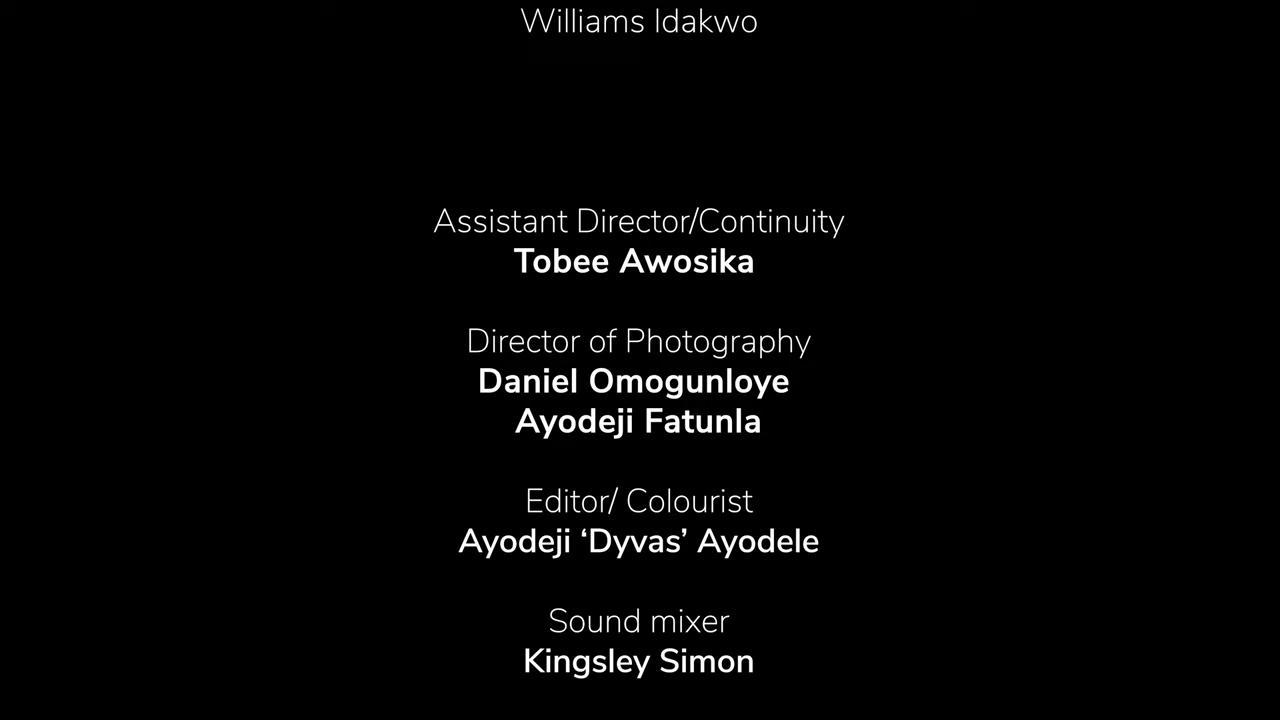 Williams Idakwo
Assistant Director/Continuity
Tobee Awosika
Director of Photography
Daniel Omogunloye
Ayodeji Fatunla
Editor/ Colourist
Ayodeji ‘Dyvas’ Ayodele
Sound mixer
Kingsley Simon